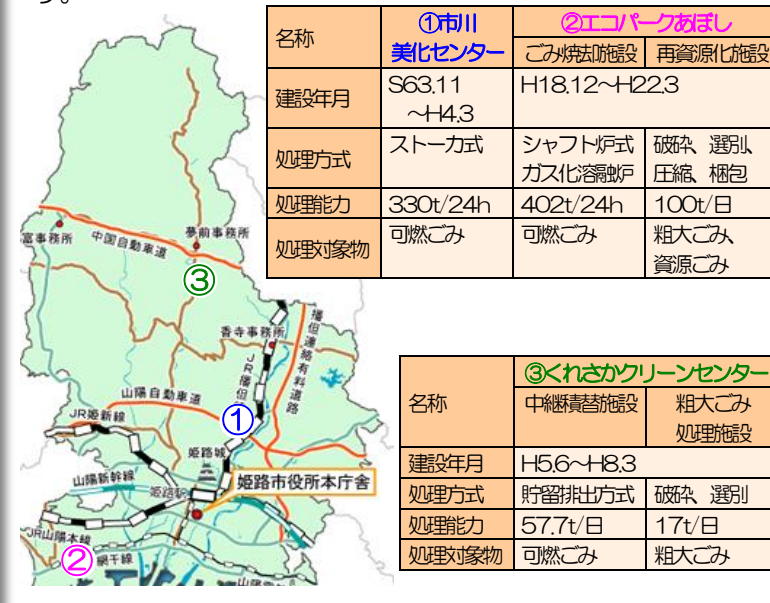 す。
名称
①市川
美化センター
②エコパークあぼし
ごみ焼却施設
再資源化施設
建設年月
S63.11
～H4.3
H18.12～H22.3
処理方式
ストーカ式
シャフト炉式
ガス化溶融炉
破砕、選別、
圧縮、梱包
処理能力
330t/24h
402t/24h
100t/日
処理対象物
可燃ごみ
可燃ごみ
粗大ごみ、
資源ごみ
富事務所
中国自動車道
夢前事務所
③
香寺事務所
播但連絡有料道路
JR播但
山陽自動車道
JR姫新線
①
姫路城
山陽新幹線
姫路駅
姫路市役所本庁舎
JR山陽本線
②
網干線
山陽
名称
③くれさかクリーンセンター
中継積替施設
粗大ごみ
処理施設
建設年月
H5.6～H8.3
処理方式
貯留排出方式
破砕、選別
処理能力
57.7t/日
17t/日
処理対象物
可燃ごみ
粗大ごみ